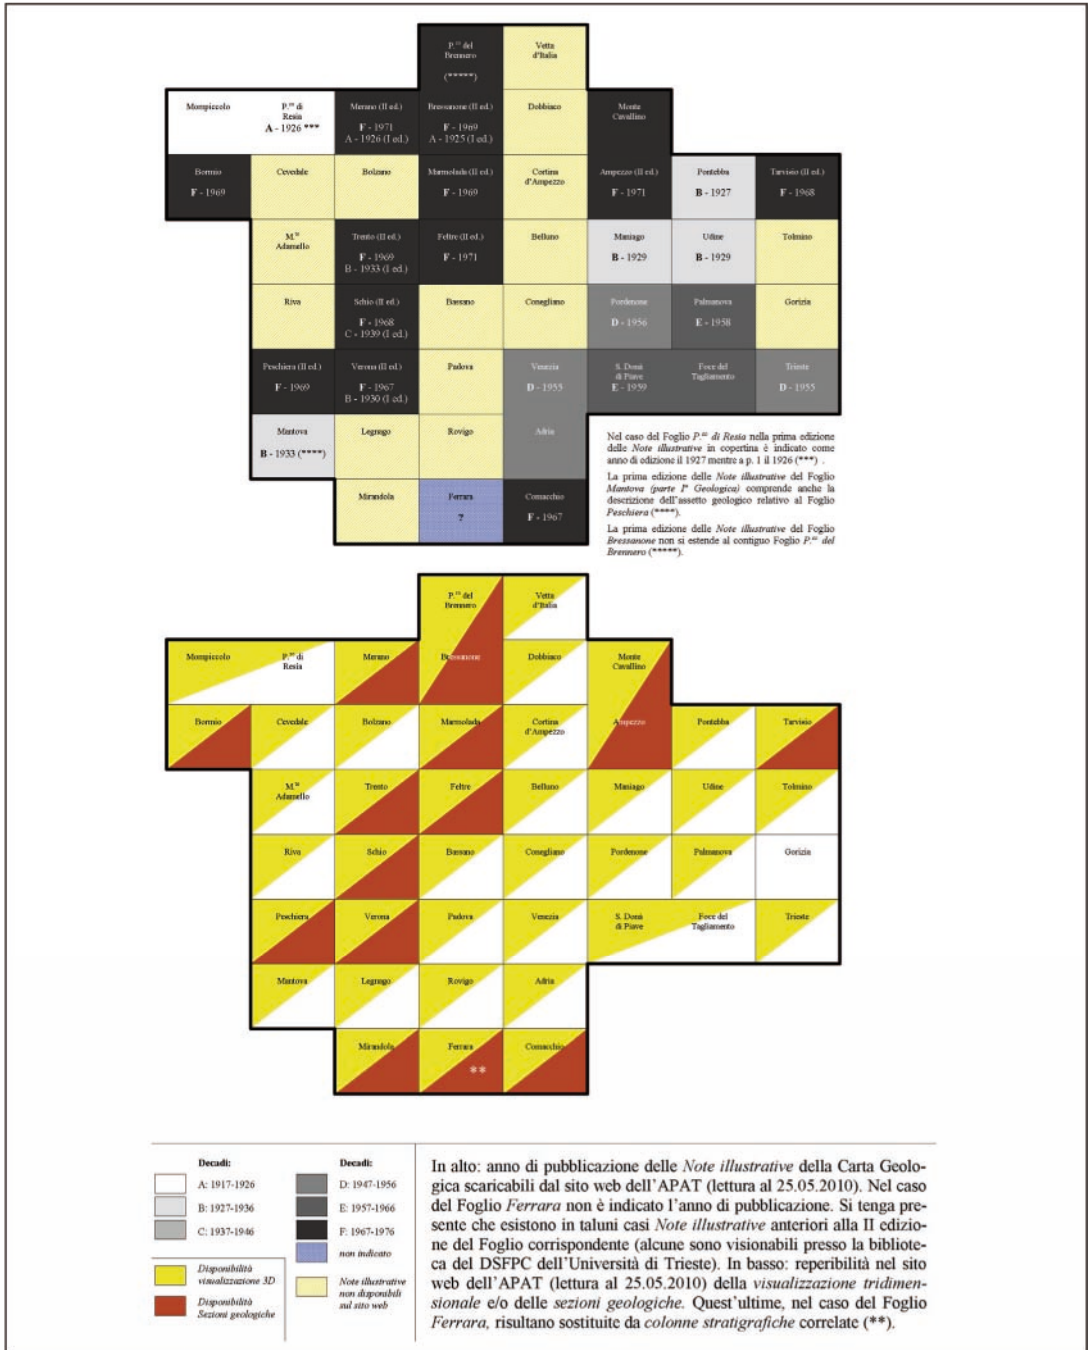 P.so del
Brennero
(*****)
Vetta
d'Italia
Mompiccolo
P.so di
Resia
A - 1926 ***
Merano (II ed.)
F - 1971
A - 1926 (I ed.)
Bressanone (II ed.)
F - 1969
A - 1925 (I ed.)
Dobbiaco
Monte
Cavallino
Bormio
F - 1969
Cevedale
Bolzano
Marmolada (II ed.)
F - 1969
Cortina
d'Ampezzo
Ampezzo (II ed.)
F - 1971
Pontebba
B - 1927
Tarvisio (II ed.)
F - 1968
M.te
Adamello
Trento (II ed.)
F - 1969
B - 1933 (I ed.)
Feltre (II ed.)
F - 1971
Belluno
Maniago
B - 1929
Udine
B - 1929
Tolmino
Riva
Schio (II ed.)
F - 1968
C - 1939 (I ed.)
Bassano
Conegliano
Pordenone
D - 1956
Palmanova
E - 1958
Gorizia
Peschiera (II ed.)
F - 1969
Verona (II ed.)
F - 1967
B - 1930 (I ed.)
Padova
Venezia
D - 1955
S. Donà
di Piave
E - 1959
Foce del
Tagliamento
Trieste
D - 1955
Mantova
B - 1933 (****)
Legnago
Rovigo
Adria
Mirandola
Ferrara
?
Comacchio
F - 1967
Nel caso del Foglio P.so di Resia nella prima edizione
delle Note illustrative in copertina è indicato come
anno di edizione il 1927 mentre a p. 1 il 1926 (***) .
La prima edizione delle Note illustrative del Foglio
Mantova (parte Iª Geologica) comprende anche la
descrizione dell'assetto geologico relativo al Foglio
Peschiera (****).
La prima edizione delle Note illustrative del Foglio
Bressanone non si estende al contiguo Foglio P.so del
Brennero (*****).
P.so del
Brennero
Vetta
d'Italia
Mompiccolo
P.so di
Resia
Merano
Bressanone
Dobbiaco
Monte
Cavallino
Bormio
Cevedale
Bolzano
Marmolada
Cortina
d'Ampezzo
Ampezzo
Pontebba
Tarvisio
M.te
Adamello
Trento
Feltre
Belluno
Maniago
Udine
Tolmino
Riva
Schio
Bassano
Conegliano
Pordenone
Palmanova
Gorizia
Peschiera
Verona
Padova
Venezia
S. Donà
di Piave
Foce del
Tagliamento
Trieste
Mantova
Legnago
Rovigo
Adria
Mirandola
Ferrara
**
Comacchio
Decadi:
A: 1917-1926
B: 1927-1936
C: 1937-1946
Disponibilità
visualizzazione 3D
Disponibilità
Sezioni geologiche
Decadi:
D: 1947-1956
E: 1957-1966
F: 1967-1976
non indicato
Note illustrative
non disponibili
sul sito web
In alto: anno di pubblicazione delle Note illustrative della Carta Geolo-
gica scaricabili dal sito web dell'APAT (lettura al 25.05.2010). Nel caso
del Foglio Ferrara non è indicato l'anno di pubblicazione. Si tenga pre-
sente che esistono in taluni casi Note illustrative anteriori alla II edizio-
ne del Foglio corrispondente (alcune sono visionabili presso la bibliote-
ca del DSFPC dell'Università di Trieste). In basso: reperibilità nel sito
web dell'APAT (lettura al 25.05.2010) della visualizzazione tridimen-
sionale e/o delle sezioni geologiche. Quest'ultime, nel caso del Foglio
Ferrara, risultano sostituite da colonne stratigrafiche correlate (**).